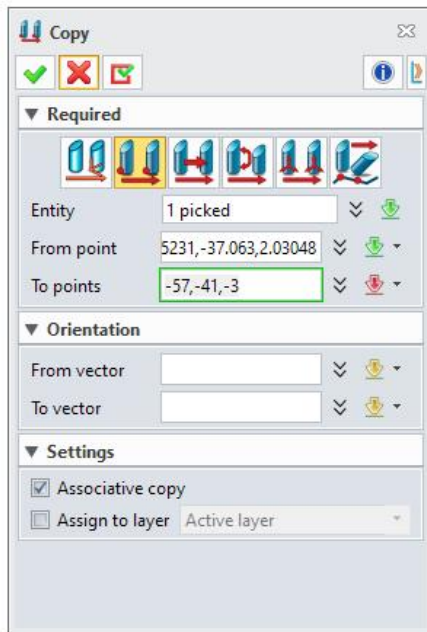 Copy
Required
Entity 1 picked
From point 5231,-37.063,2.03048
To points -57,-41,-3
Orientation
From vector
To vector
Settings
Associative copy
Assign to layer Active layer